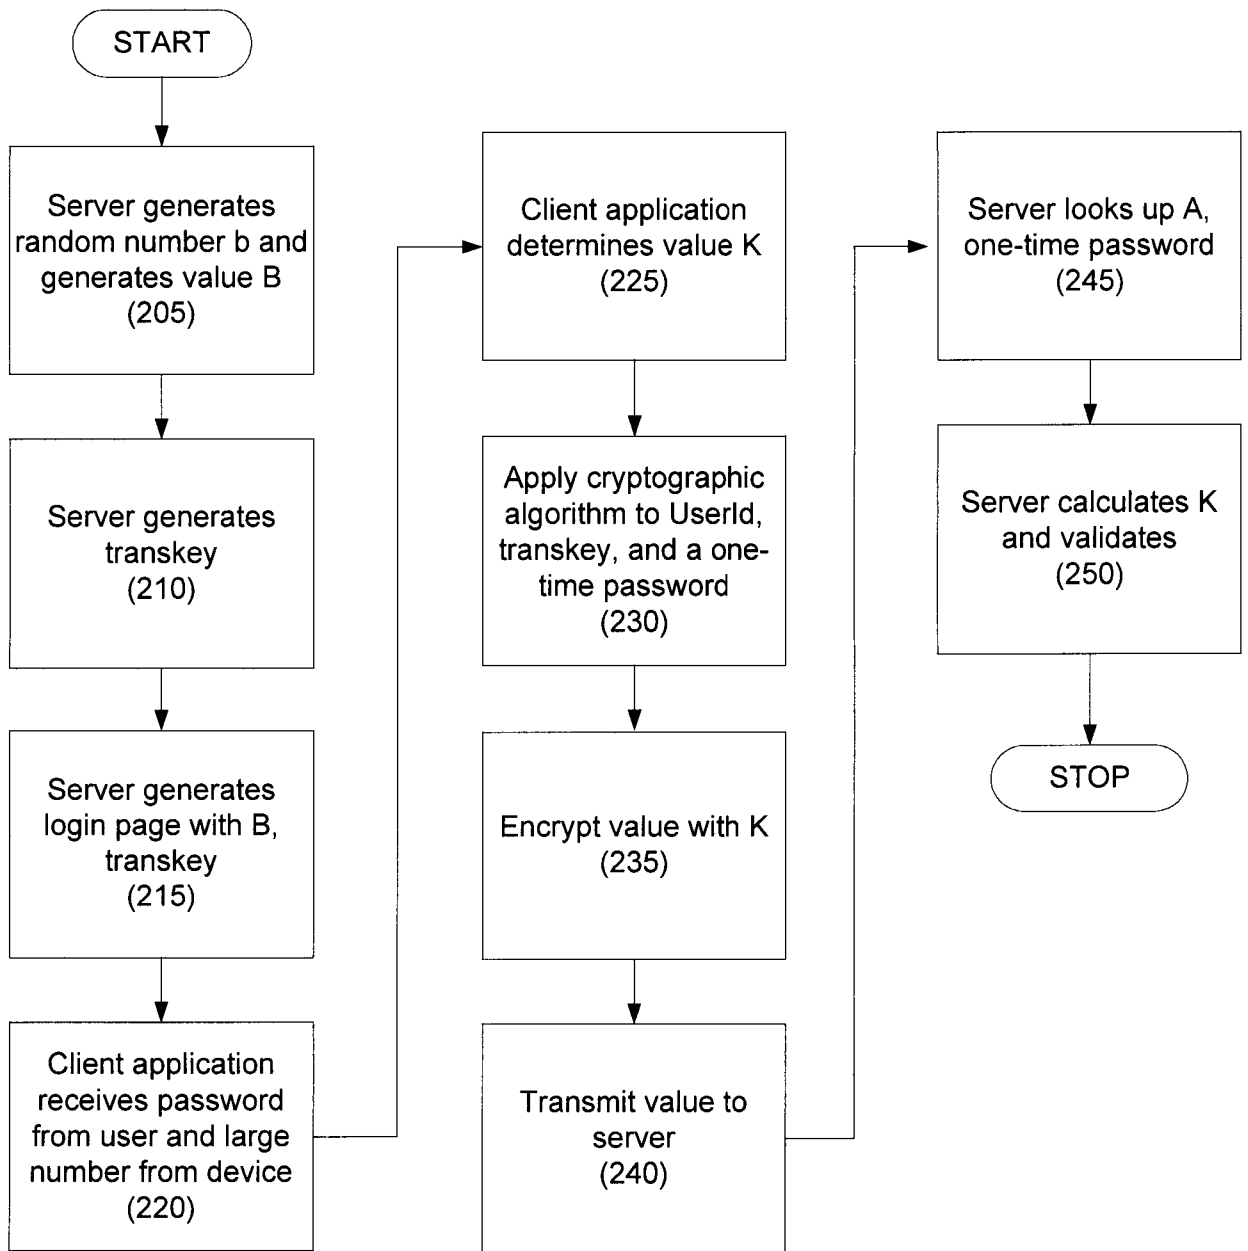 START
Server generates
random number b and
generates value B
(205)
Server generates
transkey
(210)
Server generates
login page with B,
transkey
(215)
Client application
receives password
from user and large
number from device
(220)
Client application
determines value K
(225)
Apply cryptographic
algorithm to UserId,
transkey, and a one-
time password
(230)
Encrypt value with K
(235)
Transmit value to
server
(240)
Server looks up A,
one-time password
(245)
Server calculates K
and validates
(250)
STOP